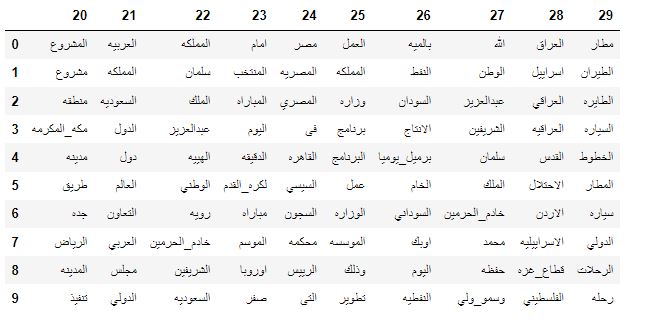 20 21 22 23 24 25 26 27 28 29
0 المشروع العربيه المملكه امام مصر العمل بالميه الله العراق مطار
1 مشروع المملكه سلمان المنتخب المصريه المملكه النفط الوطن اسراييل الطيران
2 منطقه السعوديه الملك المباراه المصري وزاره السودان عبدالعزيز العراقي الطايره
3 مكه_المكرمه الدول عبدالعزيز اليوم فى برنامج الانتاج الشريفين العراقيه السياره
4 مدينه دول الهييه الدقيقه القاهره البرنامج برميل_يوميا سلمان القدس الخطوط
5 طريق العالم الوطني لكره_القدم السيسي عمل الخام الملك الاحتلال المطار
6 جده التعاون رويه مباراه السجون الوزاره السوداني خادم_الحرمين الاردن سياره
7 الرياض العربي خادم_الحرمين الموسم محكمه الموسسه اوبك محمد الاسراييليه الدولي
8 المدينه مجلس الشريفين اوروبا الرييس وذلك اليوم حفظه قطاع_غزه الرحلات
9 تنفيذ الدولي السعوديه صفر التى تطوير النفطيه وسمو_ولي الفلسطيني رحله